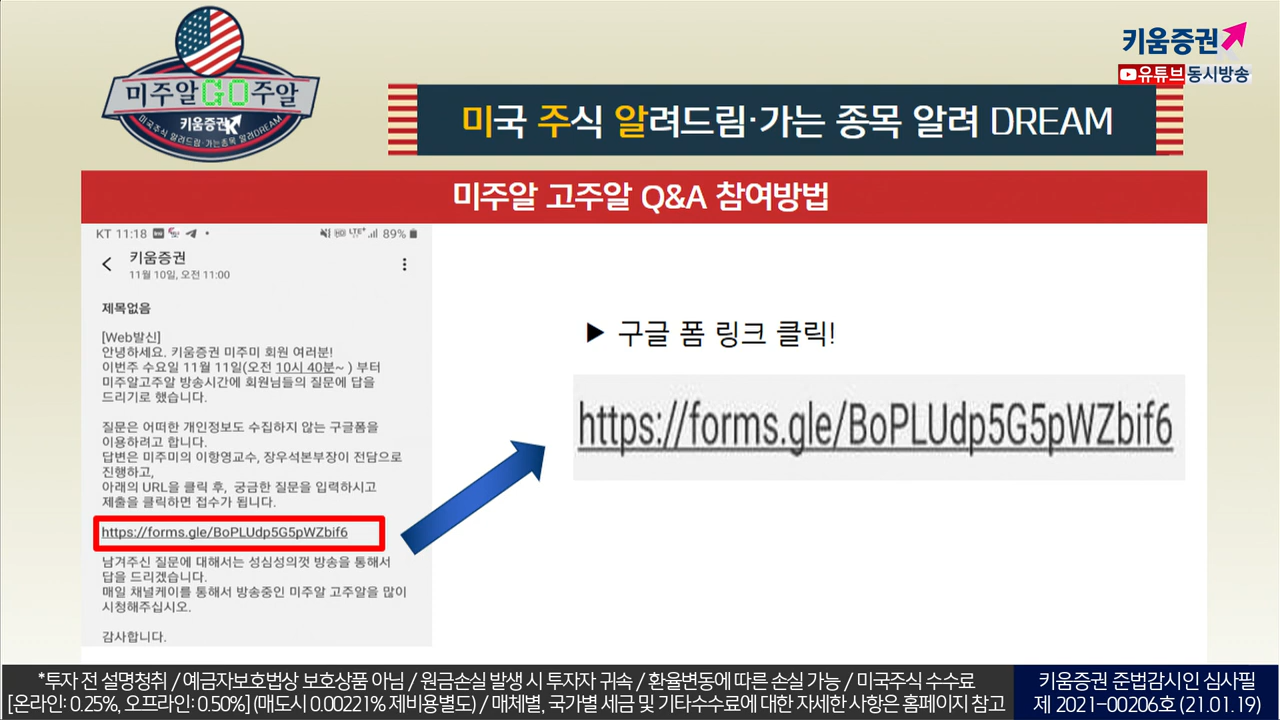 미주알GO주알
키움증권
미국주식 알려드림·가는종목 알려DREAM
키움증권
유튜브동시방송
미국 주식 알려드림·가는 종목 알려 DREAM
미주알 고주알 Q&A 참여방법
KT 11:18
LTE+ 89%
키움증권
11월 10일, 오전 11:00
제목없음
[Web발신]
안녕하세요. 키움증권 미주미 회원 여러분!
이번주 수요일 11월 11일(오전 10시 40분~ ) 부터
미주알고주알 방송시간에 회원님들의 질문에 답을
드리기로 했습니다.
질문은 어떠한 개인정보도 수집하지 않는 구글폼을
이용하려고 합니다.
답변은 미주미의 이항영교수, 장우석본부장이 전담으로
진행하고,
아래의 URL을 클릭 후, 궁금한 질문을 입력하시고
제출을 클릭하면 접수가 됩니다.
https://forms.gle/BoPLUdp5G5pWZbif6
남겨주신 질문에 대해서는 성심성의껏 방송을 통해서
답을 드리겠습니다.
매일 채널케이를 통해서 방송중인 미주알 고주알을 많이
시청해주십시오.
감사합니다.
▶ 구글 폼 링크 클릭!
https://forms.gle/BoPLUdp5G5pWZbif6
*투자 전 설명청취 / 예금자보호법상 보호상품 아님 / 원금손실 발생 시 투자자 귀속 / 환율변동에 따른 손실 가능 / 미국주식 수수료
[온라인: 0.25%, 오프라인: 0.50%] (매도시 0.00221% 제비용별도) / 매체별, 국가별 세금 및 기타수수료에 대한 자세한 사항은 홈페이지 참고
키움증권 준법감시인 심사필
제 2021-00206호 (21.01.19)